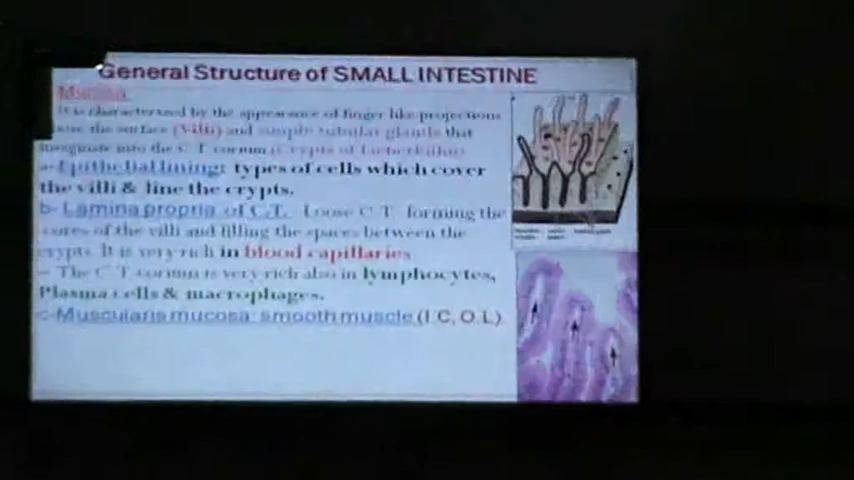 General Structure of SMALL INTESTINE
Mucosa
It is characterized by the appearance of finger like projections
the surface (villi) and simple tubular glands that
invaginate into the C T corium (crypts of Lieberkuhn)
a-Epithelial lining: types of cells which cover
the villi & line the crypts.
b- Lamina propria of C.T. Loose C T forming the
cores of the villi and filling the spaces between the
crypts. It is very rich in blood capillaries
– The C T corium is very rich also in lymphocytes,
Plasma cells & macrophages.
c-Muscularis mucosa: smooth muscle (I C, O L)